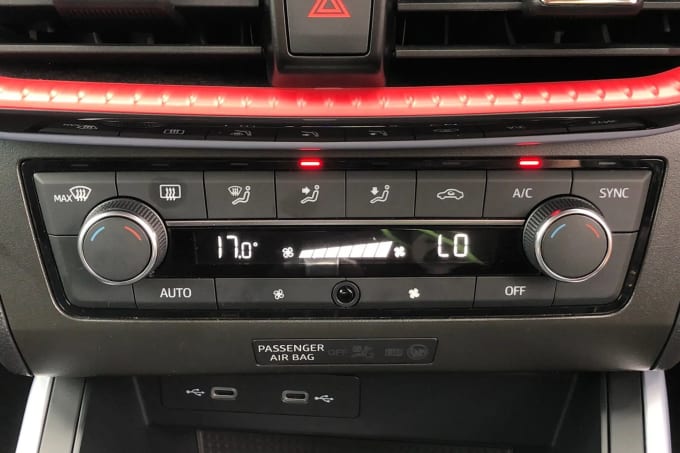 MAX
A/C
SYNC
17.0°
LO
AUTO
OFF
PASSENGER
AIR BAG
OFF